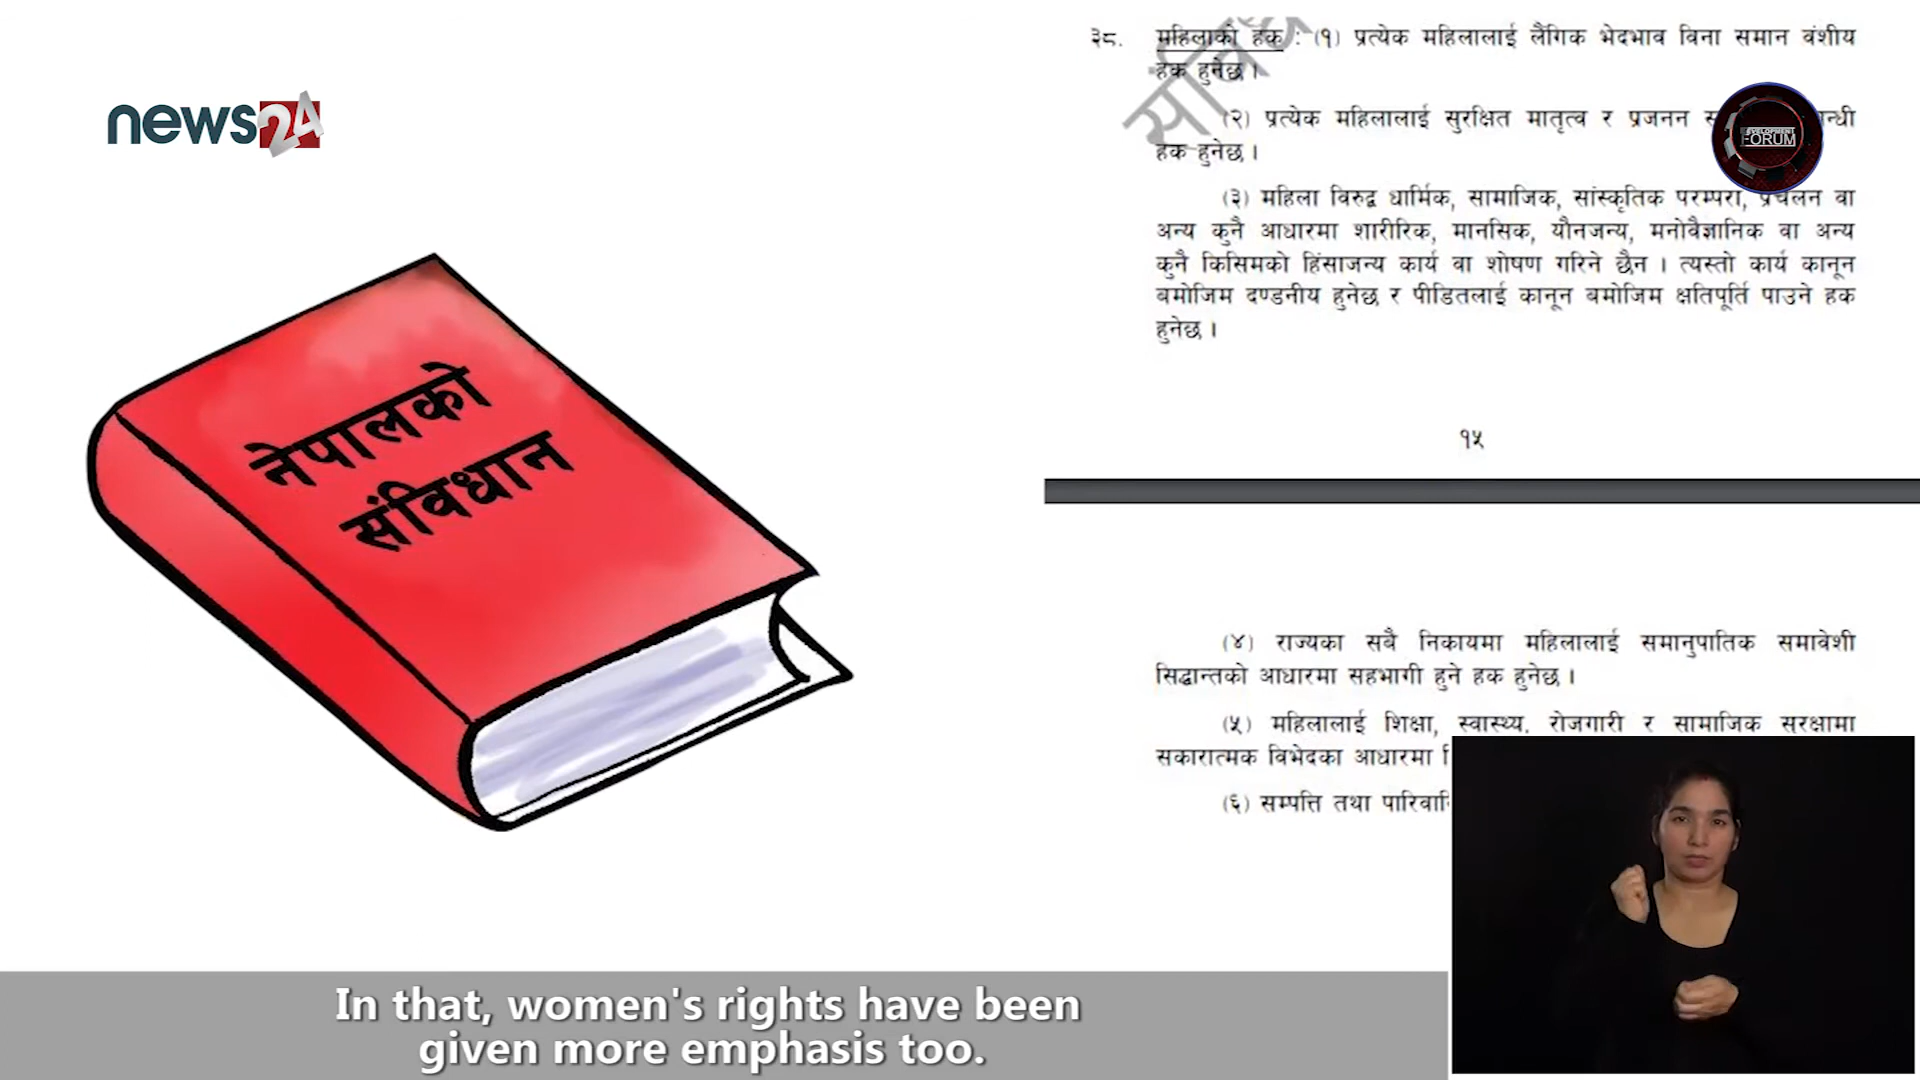 news24
३८. महिलाको हक : (१) प्रत्येक महिलालाई लैंगिक भेदभाव विना समान वंशीय
हक हुनेछ ।
(२) प्रत्येक महिलालाई सुरक्षित मातृत्व र प्रजनन
हक हुनेछ ।
(३) महिला विरुद्ध धार्मिक, सामाजिक, सांस्कृतिक परम्परा, प्रचलन वा
अन्य कुनै आधारमा शारीरिक, मानसिक, यौनजन्य, मनोवैज्ञानिक वा अन्य
कुनै किसिमको हिंसाजन्य कार्य वा शोषण गरिने छैन । त्यस्तो कार्य कानून
बमोजिम दण्डनीय हुनेछ र पीडितलाई कानून बमोजिम क्षतिपूर्ति पाउने हक
हुनेछ ।
१५
(४) राज्यका सबै निकायमा महिलालाई समानुपातिक समावेशी
सिद्धान्तको आधारमा सहभागी हुने हक हुनेछ ।
(५) महिलालाई शिक्षा, स्वास्थ्य, रोजगारी र सामाजिक सुरक्षामा
सकारात्मक विभेदका आधारमा
(६) सम्पत्ति तथा
FORUM
नेपालको
संविधान
In that, women's rights have been
given more emphasis too.